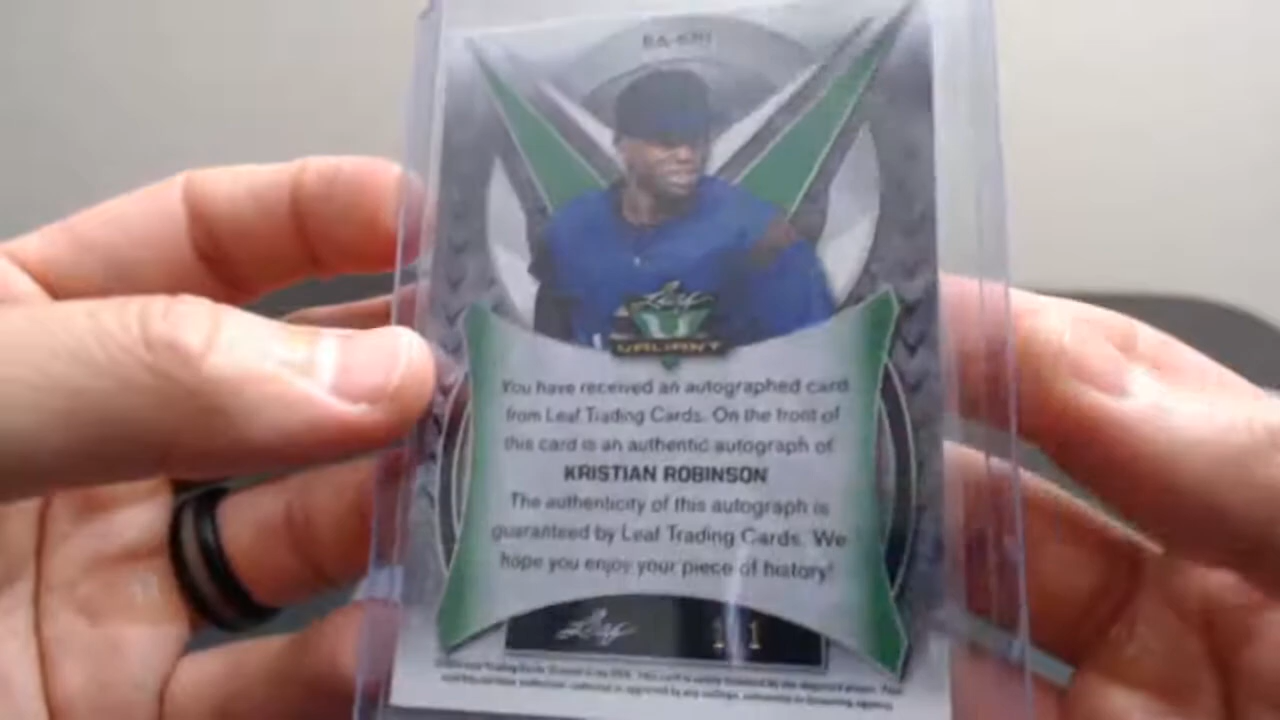 BA-KR1
Leaf
VALIANT
You have received an autographed card
from Leaf Trading Cards. On the front of
this card is an authentic autograph of
KRISTIAN ROBINSON
The authenticity of this autograph is
guaranteed by Leaf Trading Cards. We
hope you enjoy your piece of history!
Leaf